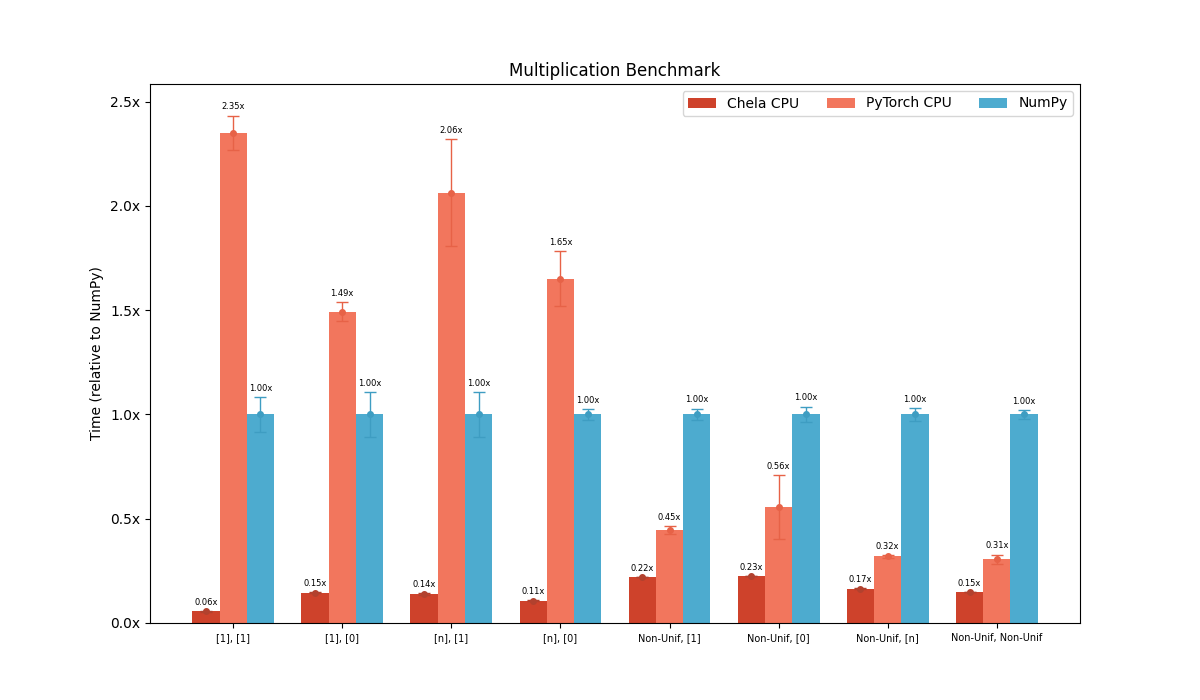 Multiplication Benchmark
Chela CPU PyTorch CPU NumPy
Time (relative to NumPy)
2.5x
2.0x
1.5x
1.0x
0.5x
0.0x
0.06x 2.35x 1.00x
0.15x 1.49x 1.00x
0.14x 2.06x 1.00x
0.11x 1.65x 1.00x
0.22x 0.45x 1.00x
0.23x 0.56x 1.00x
0.17x 0.32x 1.00x
0.15x 0.31x 1.00x
[1], [1] [1], [0] [n], [1] [n], [0] Non-Unif, [1] Non-Unif, [0] Non-Unif, [n] Non-Unif, Non-Unif